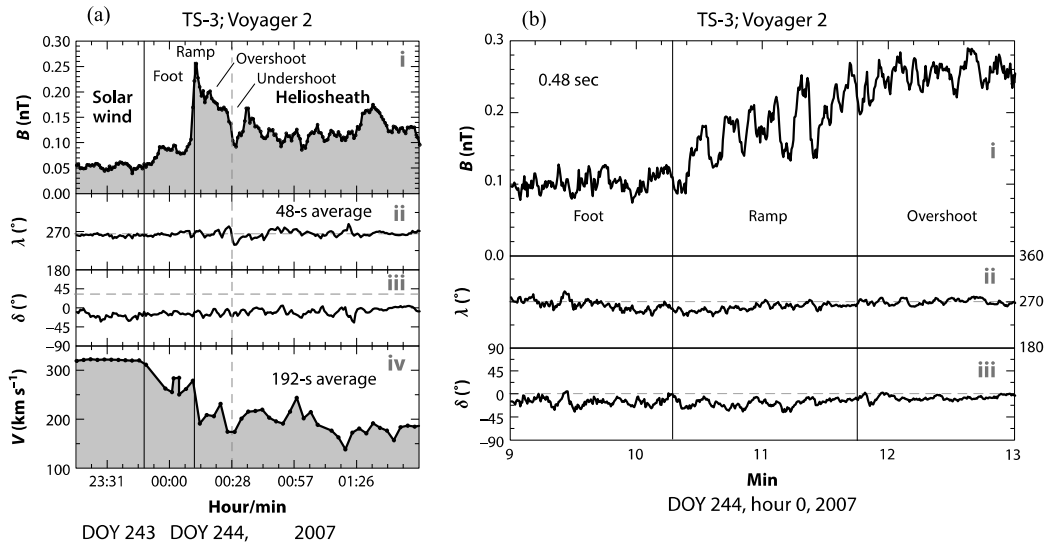 (a)
TS-3; Voyager 2
0.30
0.25
0.20
0.15
0.10
0.05
0.00
B (nT)
i
Ramp
Foot
Overshoot
Undershoot
Solar
wind
Heliosheath
ii
48-s average
270
180
λ (°)
iii
45
0
−45
−90
δ (°)
iv
192-s average
300
200
100
V (km s⁻¹)
23:31
00:00
00:28
00:57
01:26
Hour/min
DOY 243 DOY 244, 2007
(b)
TS-3; Voyager 2
0.3
0.2
0.1
0.0
B (nT)
0.48 sec
i
Foot
Ramp
Overshoot
ii
360
270
180
λ (°)
iii
90
45
0
−45
−90
δ (°)
9
10
11
12
13
Min
DOY 244, hour 0, 2007